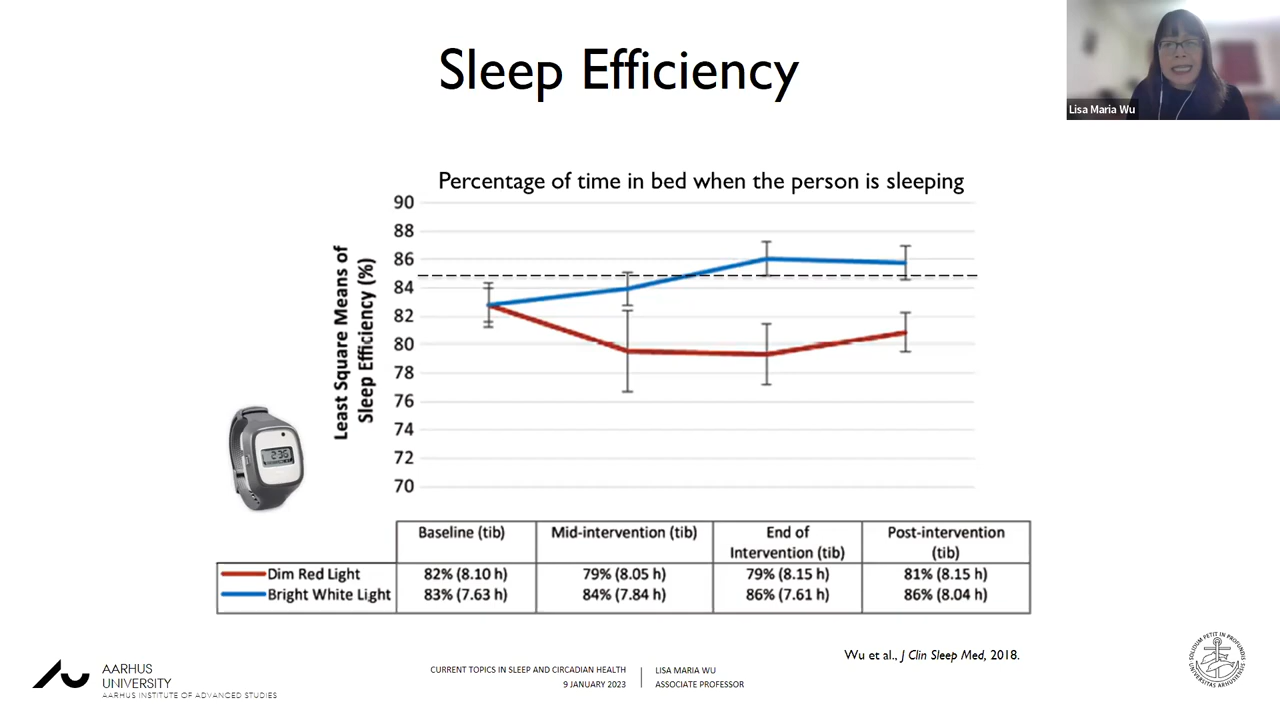 Sleep Efficiency
Lisa Maria Wu
Percentage of time in bed when the person is sleeping
90
88
86
84
82
80
78
76
74
72
70
Least Square Means of
Sleep Efficiency (%)
2:36
Baseline (tib) Mid-intervention (tib) End of Intervention (tib) Post-intervention (tib)
Dim Red Light 82% (8.10 h) 79% (8.05 h) 79% (8.15 h) 81% (8.15 h)
Bright White Light 83% (7.63 h) 84% (7.84 h) 86% (7.61 h) 86% (8.04 h)
Wu et al., J Clin Sleep Med, 2018.
AARHUS
UNIVERSITY
AARHUS INSTITUTE OF ADVANCED STUDIES
CURRENT TOPICS IN SLEEP AND CIRCADIAN HEALTH
9 JANUARY 2023
LISA MARIA WU
ASSOCIATE PROFESSOR